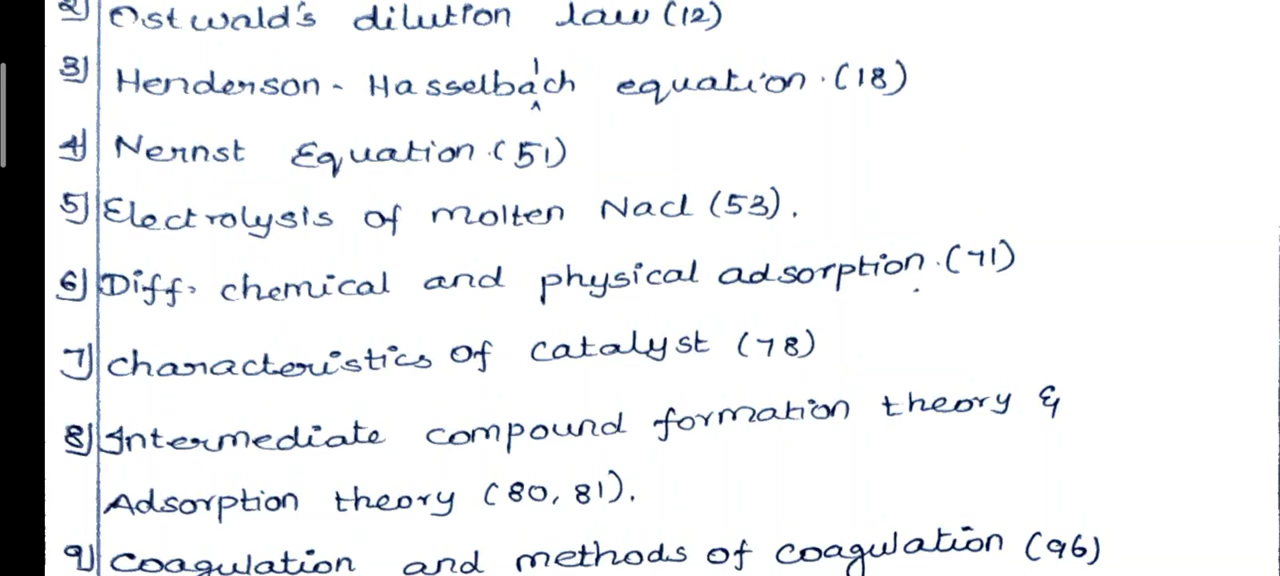 2) Ostwald's dilution law (12)
3) Henderson - Hasselbalch equation. (18)
4) Nernst Equation. (51)
5) Electrolysis of molten Nacl (53).
6) Diff. chemical and physical adsorption. (71)
7) characteristics of catalyst (78)
8) Intermediate compound formation theory &
Adsorption theory (80, 81).
9) Coagulation and methods of coagulation (96)